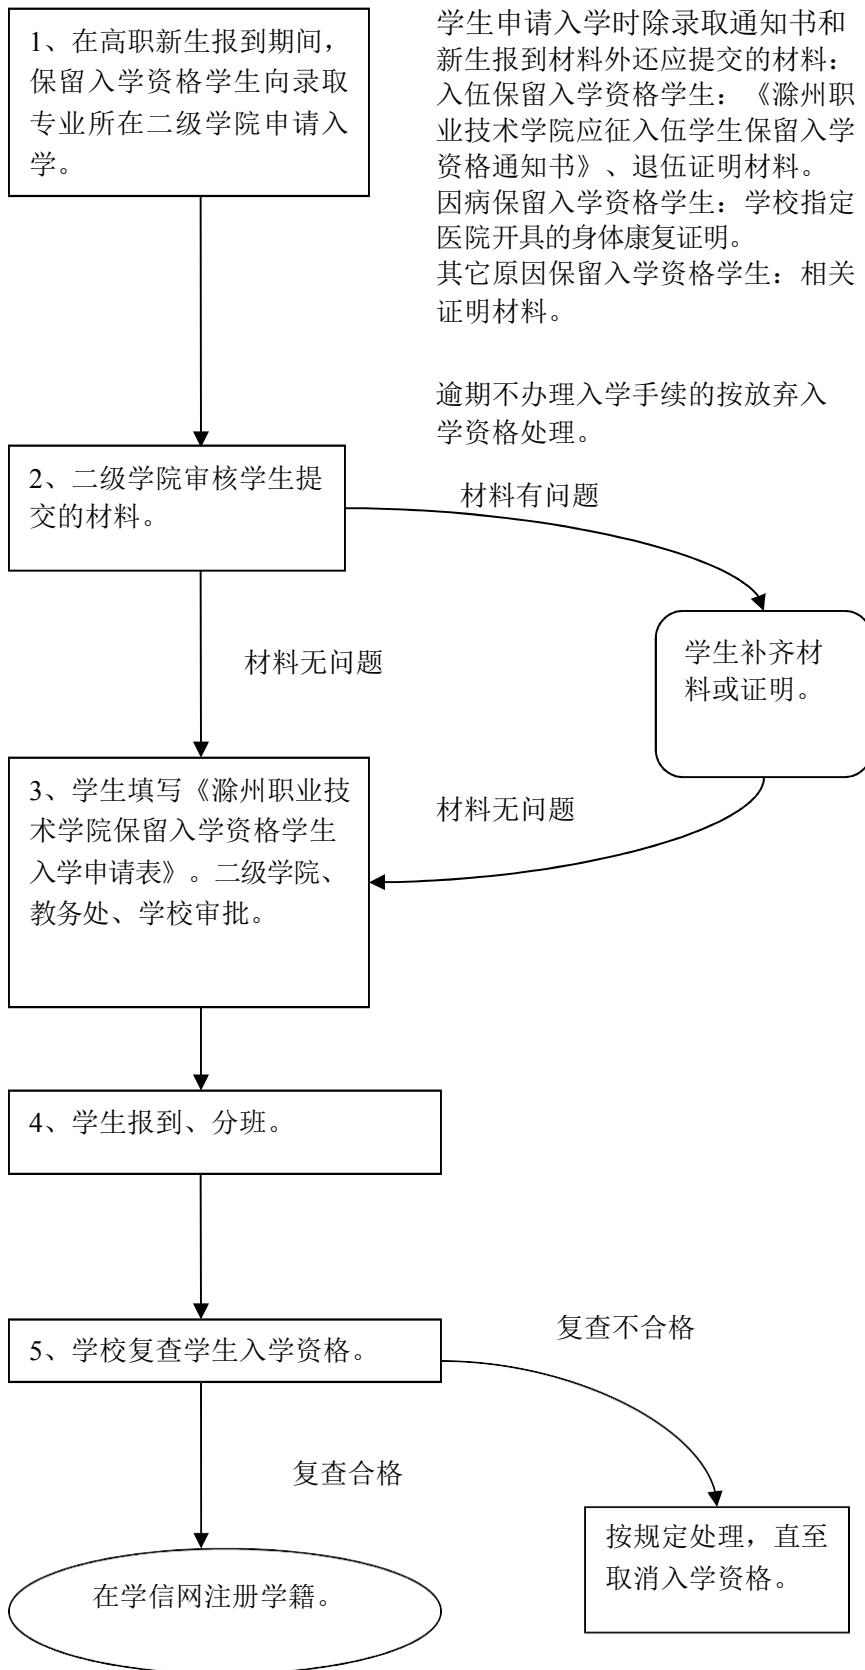 1、在高职新生报到期间，
保留入学资格学生向录取
专业所在二级学院申请入
学。
学生申请入学时除录取通知书和
新生报到材料外还应提交的材料：
入伍保留入学资格学生：《滁州职
业技术学院应征入伍学生保留入学
资格通知书》、退伍证明材料。
因病保留入学资格学生：学校指定
医院开具的身体康复证明。
其它原因保留入学资格学生：相关
证明材料。
逾期不办理入学手续的按放弃入
学资格处理。
2、二级学院审核学生提
交的材料。
材料有问题
材料无问题
学生补齐材
料或证明。
3、学生填写《滁州职业技
术学院保留入学资格学生
入学申请表》。二级学院、
教务处、学校审批。
材料无问题
4、学生报到、分班。
5、学校复查学生入学资格。
复查不合格
复查合格
按规定处理，直至
取消入学资格。
在学信网注册学籍。